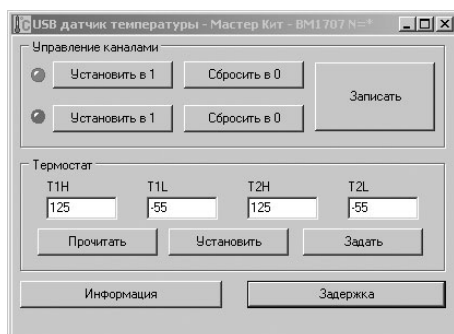 USB датчик температуры - Мастер Кит - BM1707 N=*
Управление каналами
Установить в 1 Сбросить в 0
Записать
Установить в 1 Сбросить в 0
Термостат
T1H T1L T2H T2L
125 -55 125 -55
Прочитать Установить Задать
Информация Задержка